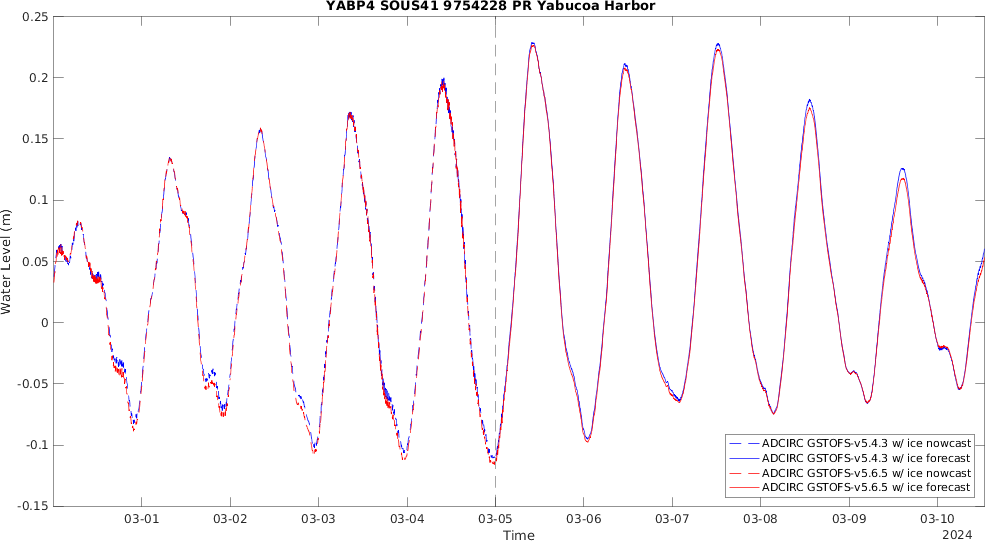 YABP4 SOUS41 9754228 PR Yabucoa Harbor
Water Level (m)
0.25
0.2
0.15
0.1
0.05
0
-0.05
-0.1
-0.15
03-01 03-02 03-03 03-04 03-05 03-06 03-07 03-08 03-09 03-10
Time
2024
ADCIRC GSTOFS-v5.4.3 w/ ice nowcast
ADCIRC GSTOFS-v5.4.3 w/ ice forecast
ADCIRC GSTOFS-v5.6.5 w/ ice nowcast
ADCIRC GSTOFS-v5.6.5 w/ ice forecast